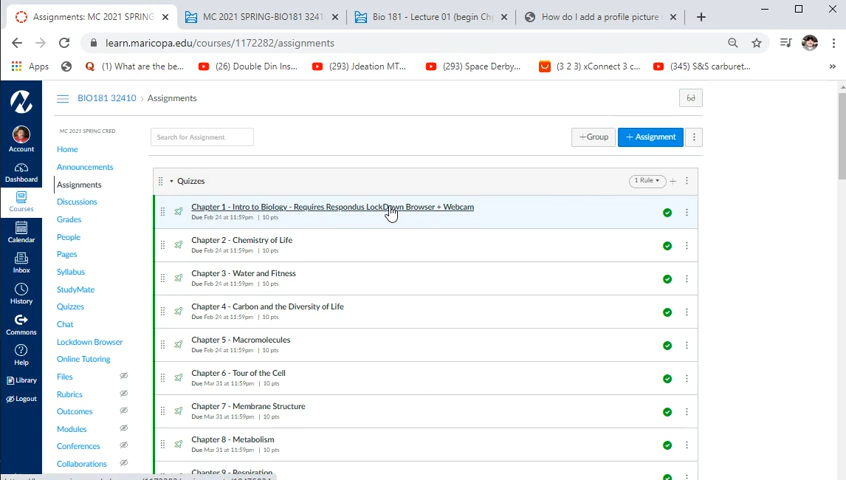 Assignments: MC 2021 SPRING-
MC 2021 SPRING-BIO181 3241
Bio 181 - Lecture 01 (begin Ch
How do I add a profile picture
learn.maricopa.edu/courses/1172282/assignments
Apps
(1) What are the be...
(26) Double Din Ins...
(293) Jdeation MT...
(293) Space Derby...
(3 2 3) xConnect 3 c...
(345) S&S carburet...
BIO181 32410 > Assignments
Account
Dashboard
Courses
Calendar
Inbox
History
Commons
Help
Library
Logout
MC 2021 SPRING CRED
Home
Announcements
Assignments
Discussions
Grades
People
Pages
Syllabus
StudyMate
Quizzes
Chat
Lockdown Browser
Online Tutoring
Files
Rubrics
Outcomes
Modules
Conferences
Collaborations
Search for Assignment
+Group
+ Assignment
Quizzes
1 Rule
Chapter 1 - Intro to Biology - Requires Respondus LockDown Browser + Webcam
Due Feb 24 at 11:59pm | 10 pts
Chapter 2 - Chemistry of Life
Due Feb 24 at 11:59pm | 10 pts
Chapter 3 - Water and Fitness
Due Feb 24 at 11:59pm | 10 pts
Chapter 4 - Carbon and the Diversity of Life
Due Feb 24 at 11:59pm | 10 pts
Chapter 5 - Macromolecules
Due Feb 24 at 11:59pm | 10 pts
Chapter 6 - Tour of the Cell
Due Mar 31 at 11:59pm | 10 pts
Chapter 7 - Membrane Structure
Due Mar 31 at 11:59pm | 10 pts
Chapter 8 - Metabolism
Due Mar 31 at 11:59pm | 10 pts
Chapter 9 - Respiration